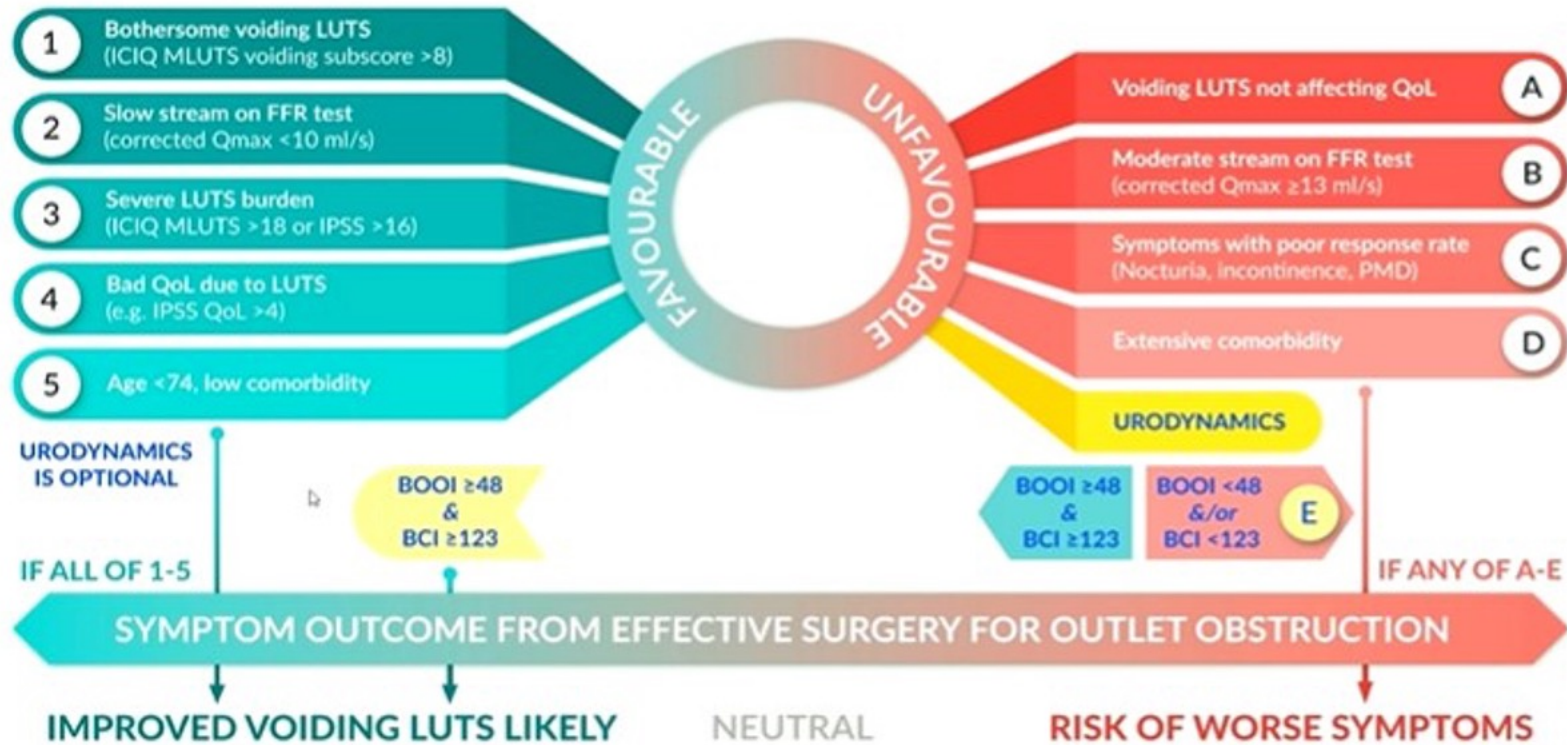 1
Bothersome voiding LUTS
(ICIQ MLUTS voiding subscore >8)
2
Slow stream on FFR test
(corrected Qmax <10 ml/s)
3
Severe LUTS burden
(ICIQ MLUTS >18 or IPSS >16)
4
Bad QoL due to LUTS
(e.g. IPSS QoL >4)
5
Age <74, low comorbidity
FAVOURABLE
UNFAVOURABLE
Voiding LUTS not affecting QoL
A
Moderate stream on FFR test
(corrected Qmax ≥13 ml/s)
B
Symptoms with poor response rate
(Nocturia, incontinence, PMD)
C
Extensive comorbidity
D
URODYNAMICS
URODYNAMICS
IS OPTIONAL
BOOI ≥48
&
BCI ≥123
BOOI ≥48
&
BCI ≥123
BOOI <48
&/or
BCI <123
E
IF ALL OF 1-5
IF ANY OF A-E
SYMPTOM OUTCOME FROM EFFECTIVE SURGERY FOR OUTLET OBSTRUCTION
IMPROVED VOIDING LUTS LIKELY
NEUTRAL
RISK OF WORSE SYMPTOMS